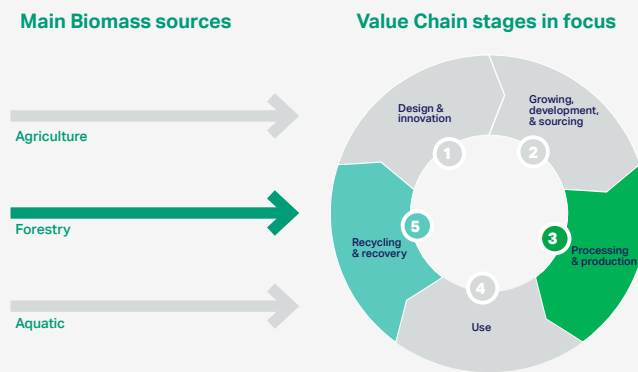 Main Biomass sources
Value Chain stages in focus
Agriculture
Forestry
Aquatic
Design &
innovation
1
Growing,
development,
& sourcing
2
3
Processing
& production
4
Use
5
Recycling
& recovery